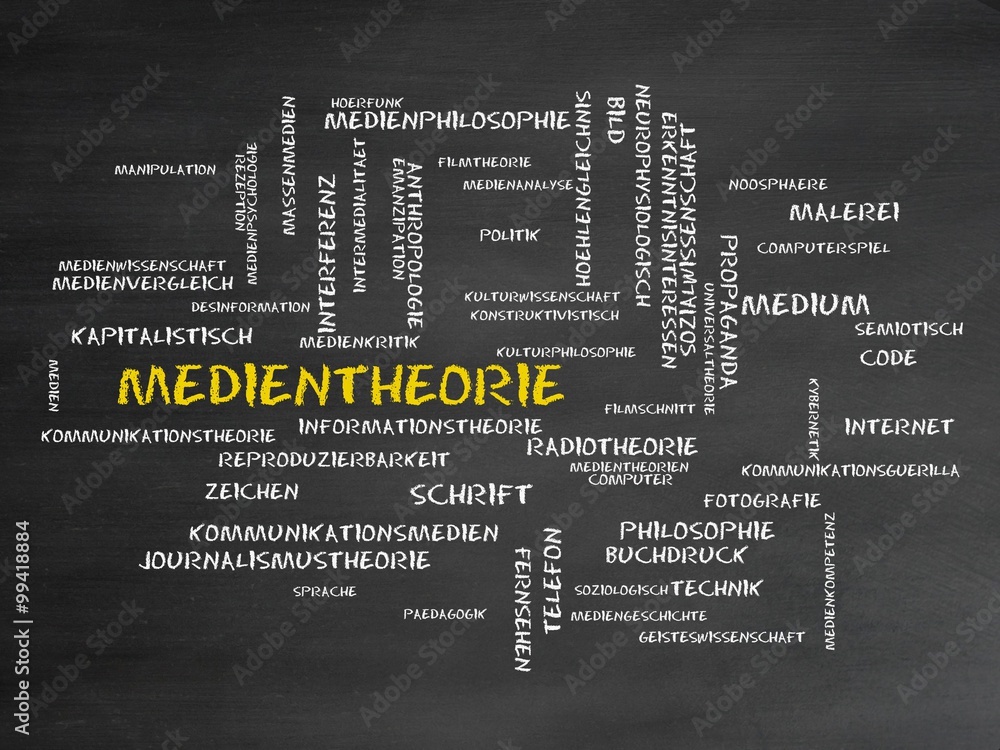 HOERFUNK
MEDIENPHILOSOPHIE
MASSENMEDIEN
HOEHLENGLEICHNIS
BILD
NEUROPHYSIOLOGISCH
ERKENNTNISINTERESSEN
SOZIALWISSENSCHAFT
MANIPULATION
REZEPTION
MEDIENPSYCHOLOGIE
INTERFERENZ
INTERMEDIALITAET
EMANZIPATION
ANTHROPOLOGIE
FILMTHEORIE
MEDIENANALYSE
NOOSPHAERE
MALEREI
POLITIK
COMPUTERSPIEL
PROPAGANDA
UNIVERSALTHEORIE
MEDIENWISSENSCHAFT
MEDIENVERGLEICH
DESINFORMATION
KULTURWISSENSCHAFT
KONSTRUKTIVISTISCH
MEDIUM
KAPITALISTISCH
MEDIENKRITIK
SEMIOTISCH
KULTURPHILOSOPHIE
CODE
MEDIEN
MEDIENTHEORIE
KYBERNETIK
FILMSCHNITT
KOMMUNIKATIONSTHEORIE
INFORMATIONSTHEORIE
INTERNET
RADIOTHEORIE
REPRODUZIERBARKEIT
MEDIENTHEORIEN
KOMMUNIKATIONSGUERILLA
COMPUTER
ZEICHEN
SCHRIFT
FOTOGRAFIE
KOMMUNIKATIONSMEDIEN
PHILOSOPHIE
JOURNALISMUSTHEORIE
BUCHDRUCK
FERNSEHEN
TELEFON
MEDIENKOMPETENZ
SPRACHE
SOZIOLOGISCH
TECHNIK
PAEDAGOGIK
MEDIENGESCHICHTE
GEISTESWISSENSCHAFT
Adobe Stock | #99418884
Adobe Stock